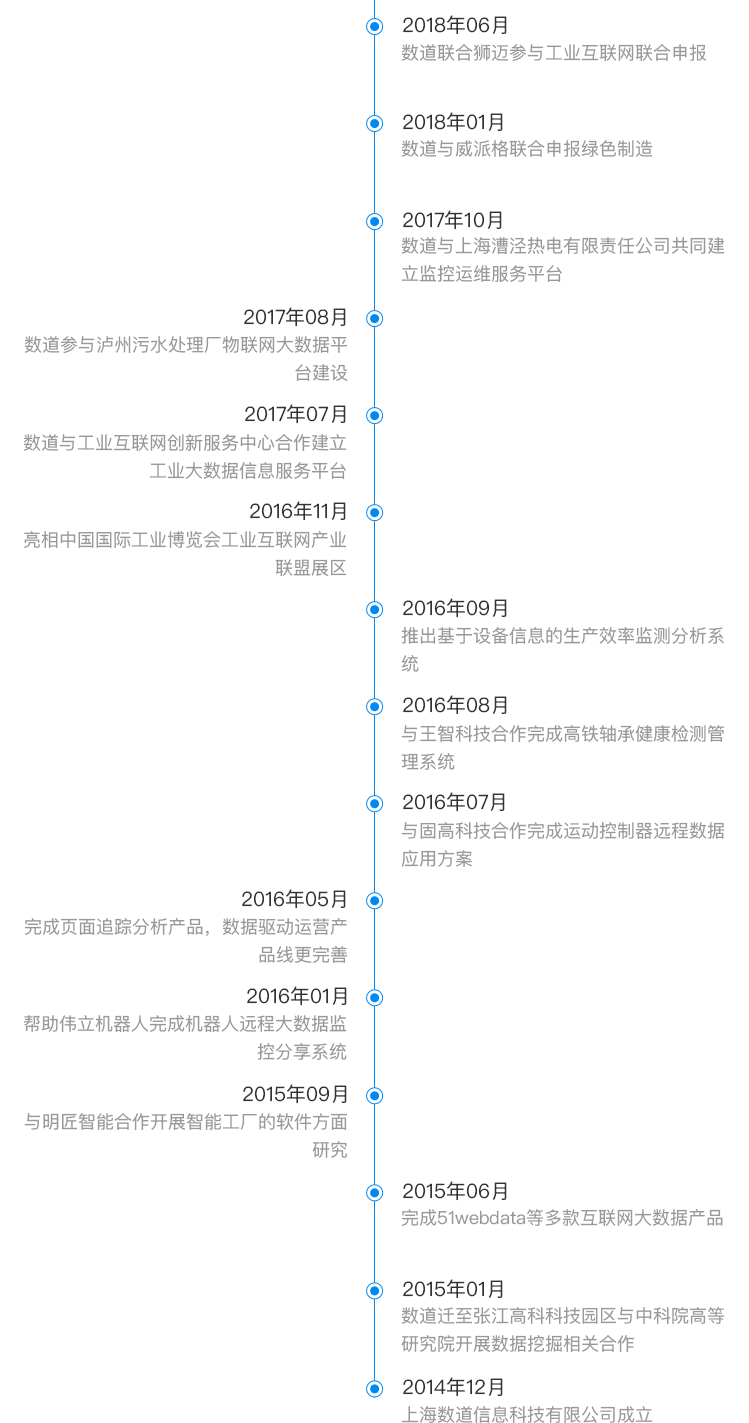 2018年06月
数道联合狮迈参与工业互联网联合申报
2018年01月
数道与威派格联合申报绿色制造
2017年10月
数道与上海漕泾热电有限责任公司共同建
立监控运维服务平台
2017年08月
数道参与泸州污水处理厂物联网大数据平
台建设
2017年07月
数道与工业互联网创新服务中心合作建立
工业大数据信息服务平台
2016年11月
亮相中国国际工业博览会工业互联网产业
联盟展区
2016年09月
推出基于设备信息的生产效率监测分析系
统
2016年08月
与王智科技合作完成高铁轴承健康检测管
理系统
2016年07月
与固高科技合作完成运动控制器远程数据
应用方案
2016年05月
完成页面追踪分析产品，数据驱动运营产
品线更完善
2016年01月
帮助伟立机器人完成机器人远程大数据监
控分享系统
2015年09月
与明匠智能合作开展智能工厂的软件方面
研究
2015年06月
完成51webdata等多款互联网大数据产品
2015年01月
数道迁至张江高科科技园区与中科院高等
研究院开展数据挖掘相关合作
2014年12月
上海数道信息科技有限公司成立